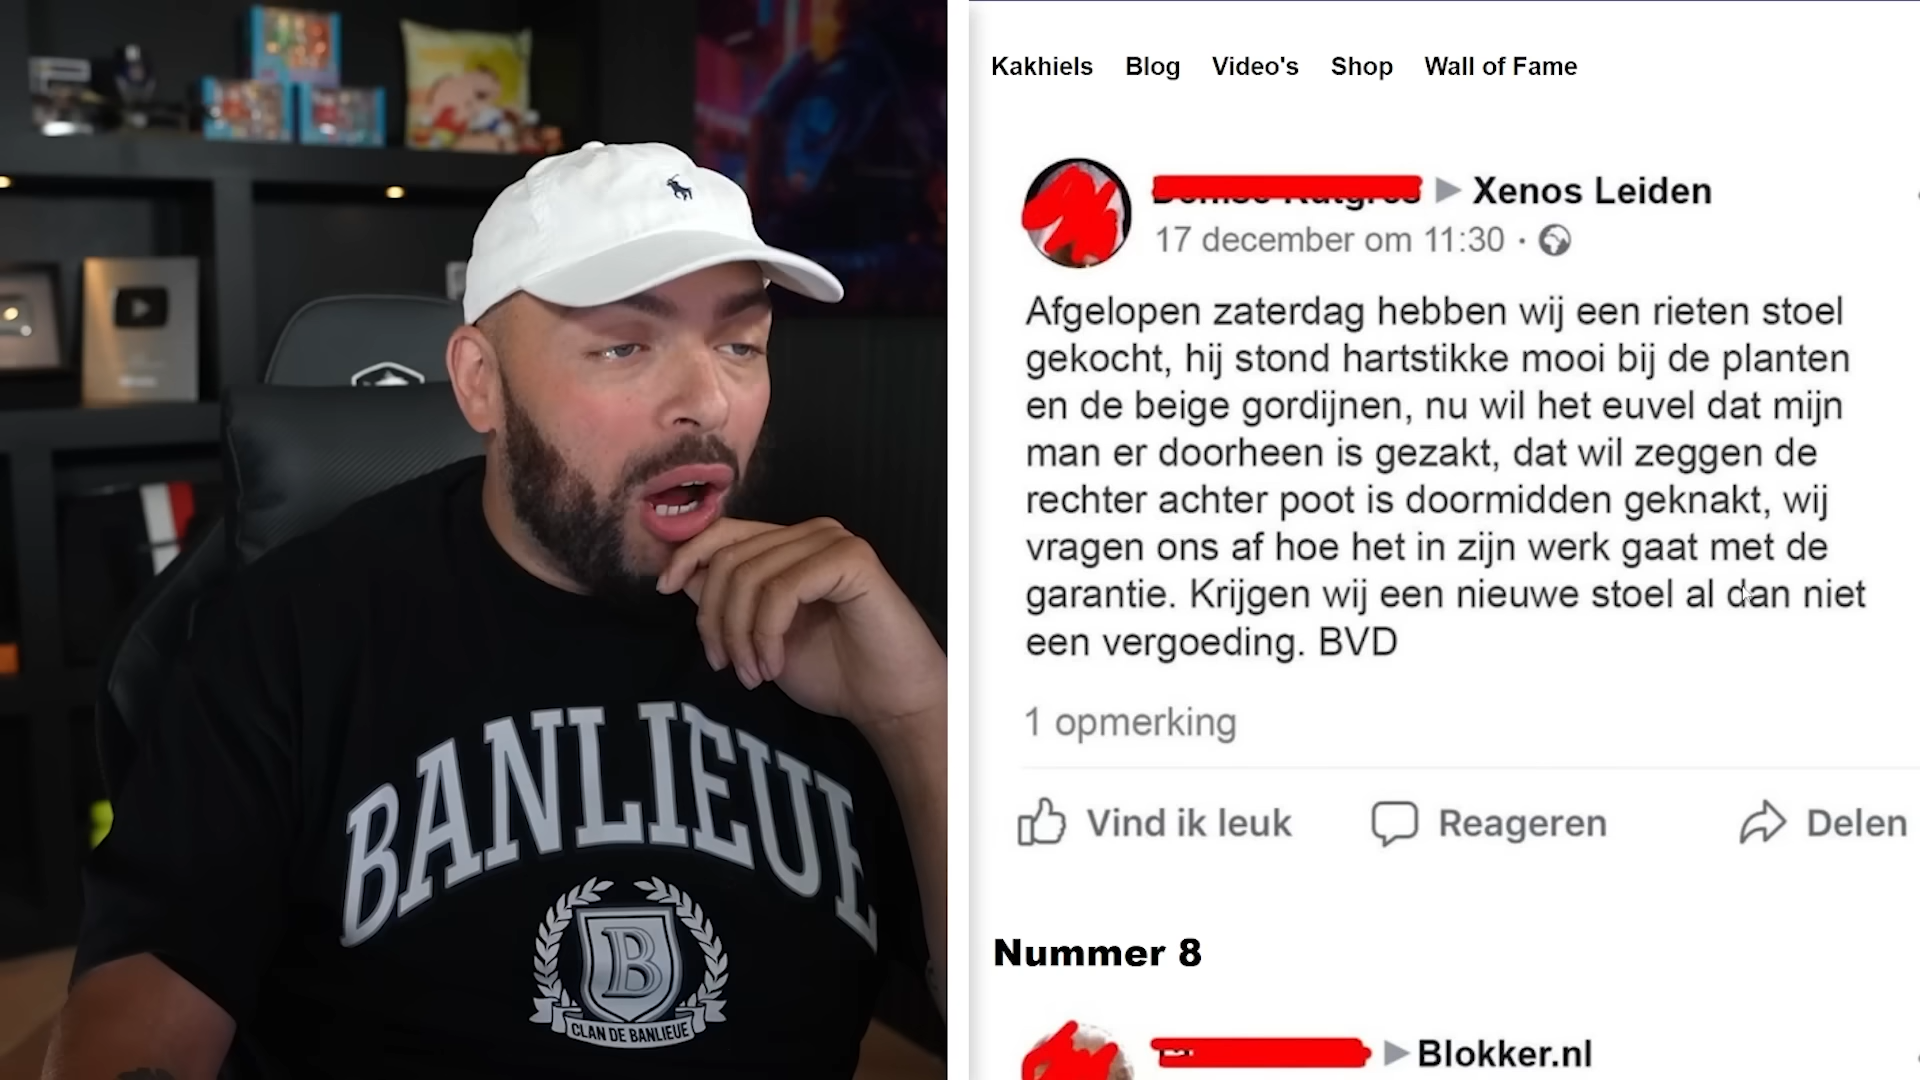 Kakhiels Blog Video's Shop Wall of Fame
Xenos Leiden
17 december om 11:30
Afgelopen zaterdag hebben wij een rieten stoel
gekocht, hij stond hartstikke mooi bij de planten
en de beige gordijnen, nu wil het euvel dat mijn
man er doorheen is gezakt, dat wil zeggen de
rechter achter poot is doormidden geknakt, wij
vragen ons af hoe het in zijn werk gaat met de
garantie. Krijgen wij een nieuwe stoel al dan niet
een vergoeding. BVD
1 opmerking
Vind ik leuk Reageren Delen
Nummer 8
Blokker.nl
BANLIEUE
B
CLAN DE BANLIEUE